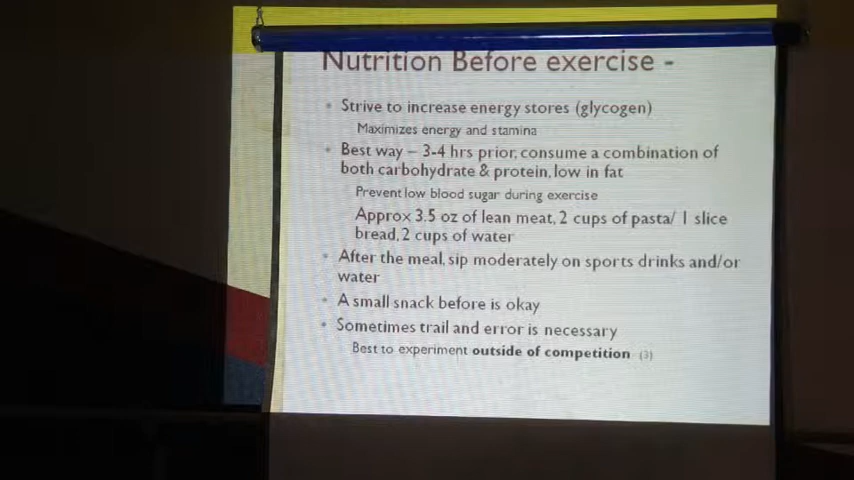 Nutrition Before exercise -
• Strive to increase energy stores (glycogen)
Maximizes energy and stamina
• Best way – 3-4 hrs prior, consume a combination of
both carbohydrate & protein, low in fat
Prevent low blood sugar during exercise
Approx 3.5 oz of lean meat, 2 cups of pasta/ 1 slice
bread, 2 cups of water
• After the meal, sip moderately on sports drinks and/or
water
• A small snack before is okay
• Sometimes trail and error is necessary
Best to experiment outside of competition (3)